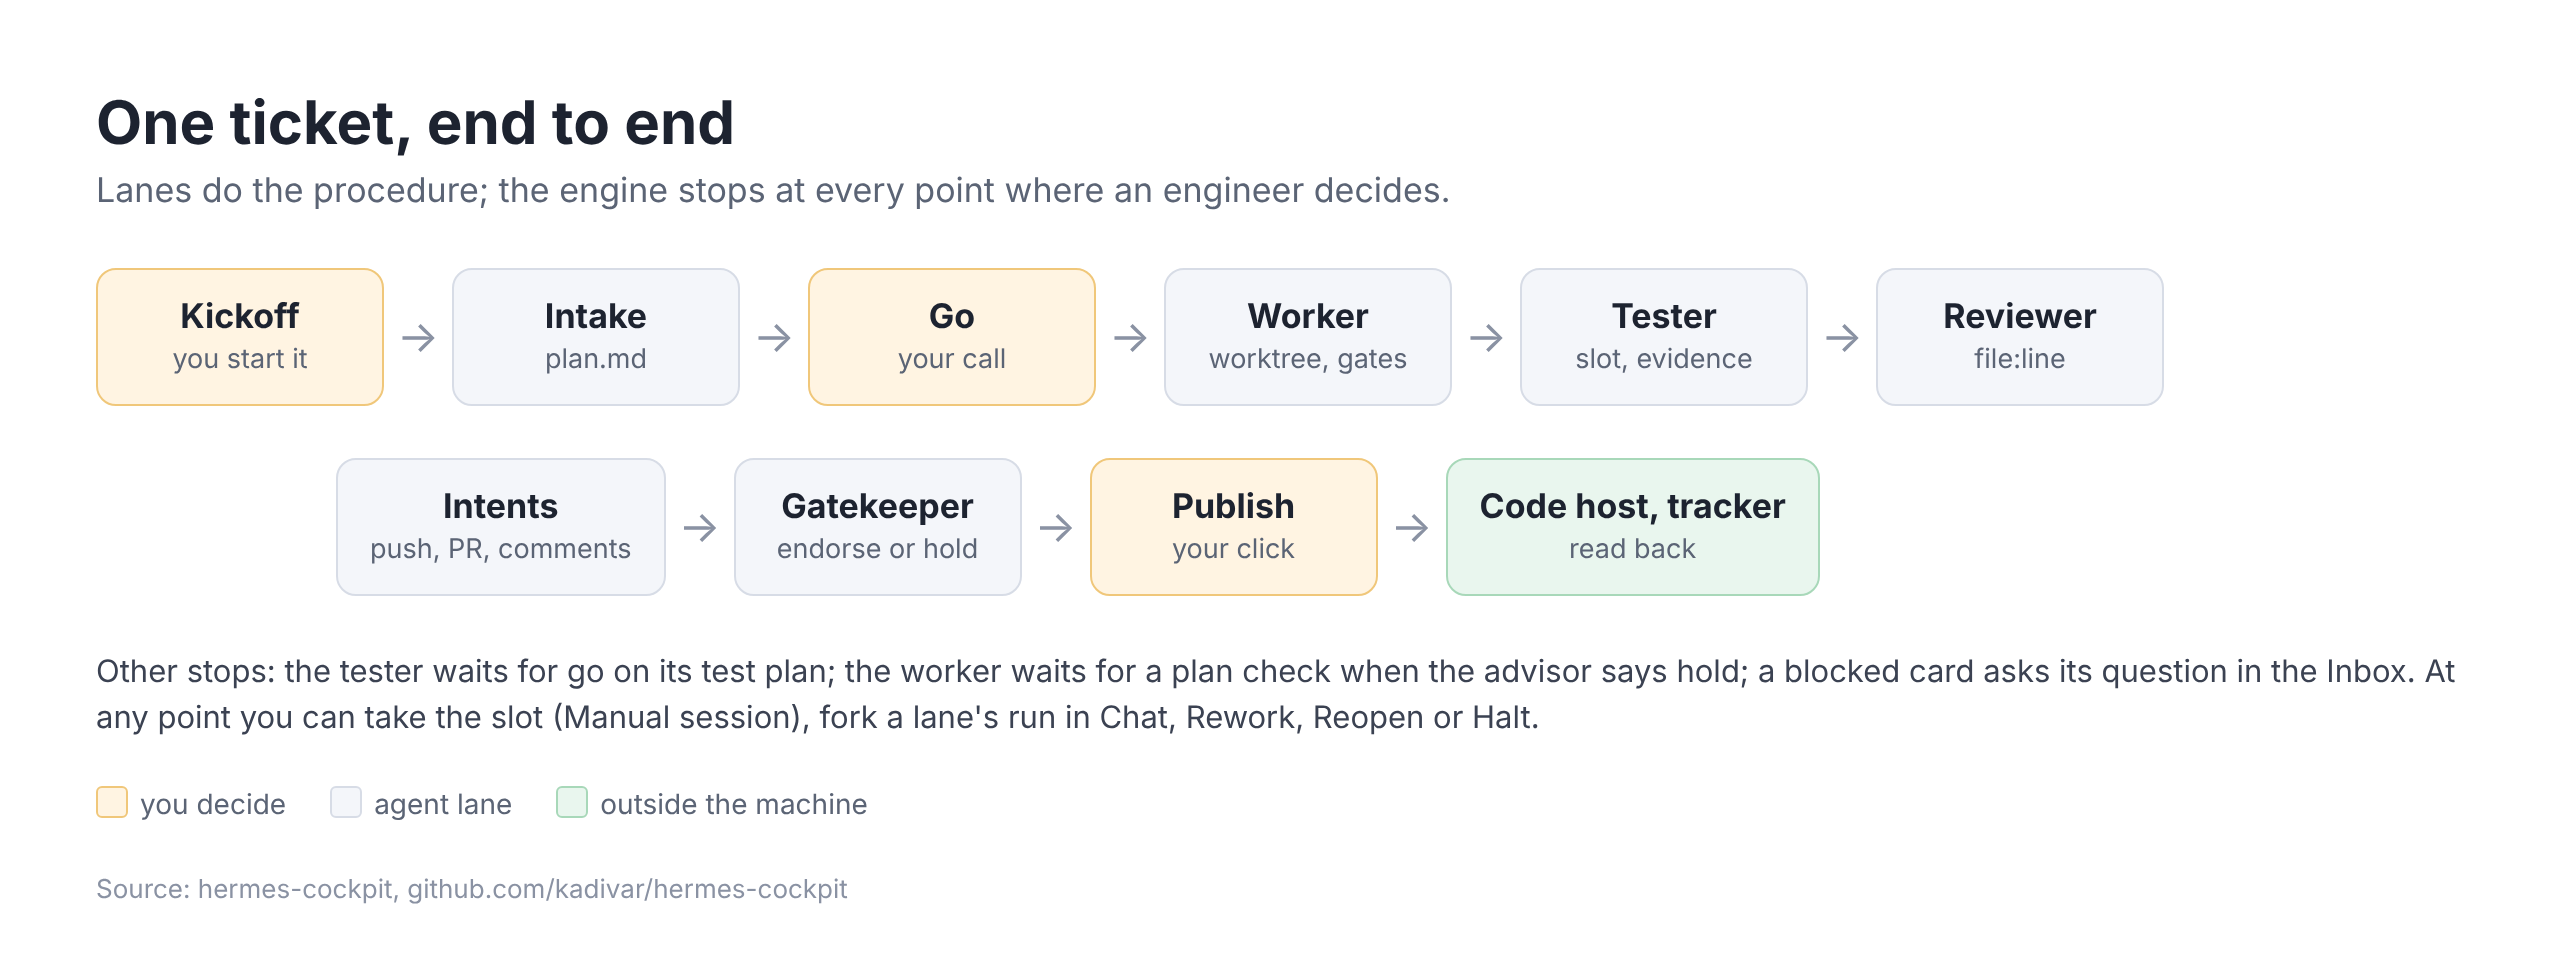 One ticket, end to end
Lanes do the procedure; the engine stops at every point where an engineer decides.
Kickoff
you start it
Intake
plan.md
Go
your call
Worker
worktree, gates
Tester
slot, evidence
Reviewer
file:line
Intents
push, PR, comments
Gatekeeper
endorse or hold
Publish
your click
Code host, tracker
read back
Other stops: the tester waits for go on its test plan; the worker waits for a plan check when the advisor says hold; a blocked card asks its question in the Inbox. At
any point you can take the slot (Manual session), fork a lane's run in Chat, Rework, Reopen or Halt.
you decide
agent lane
outside the machine
Source: hermes-cockpit, github.com/kadivar/hermes-cockpit